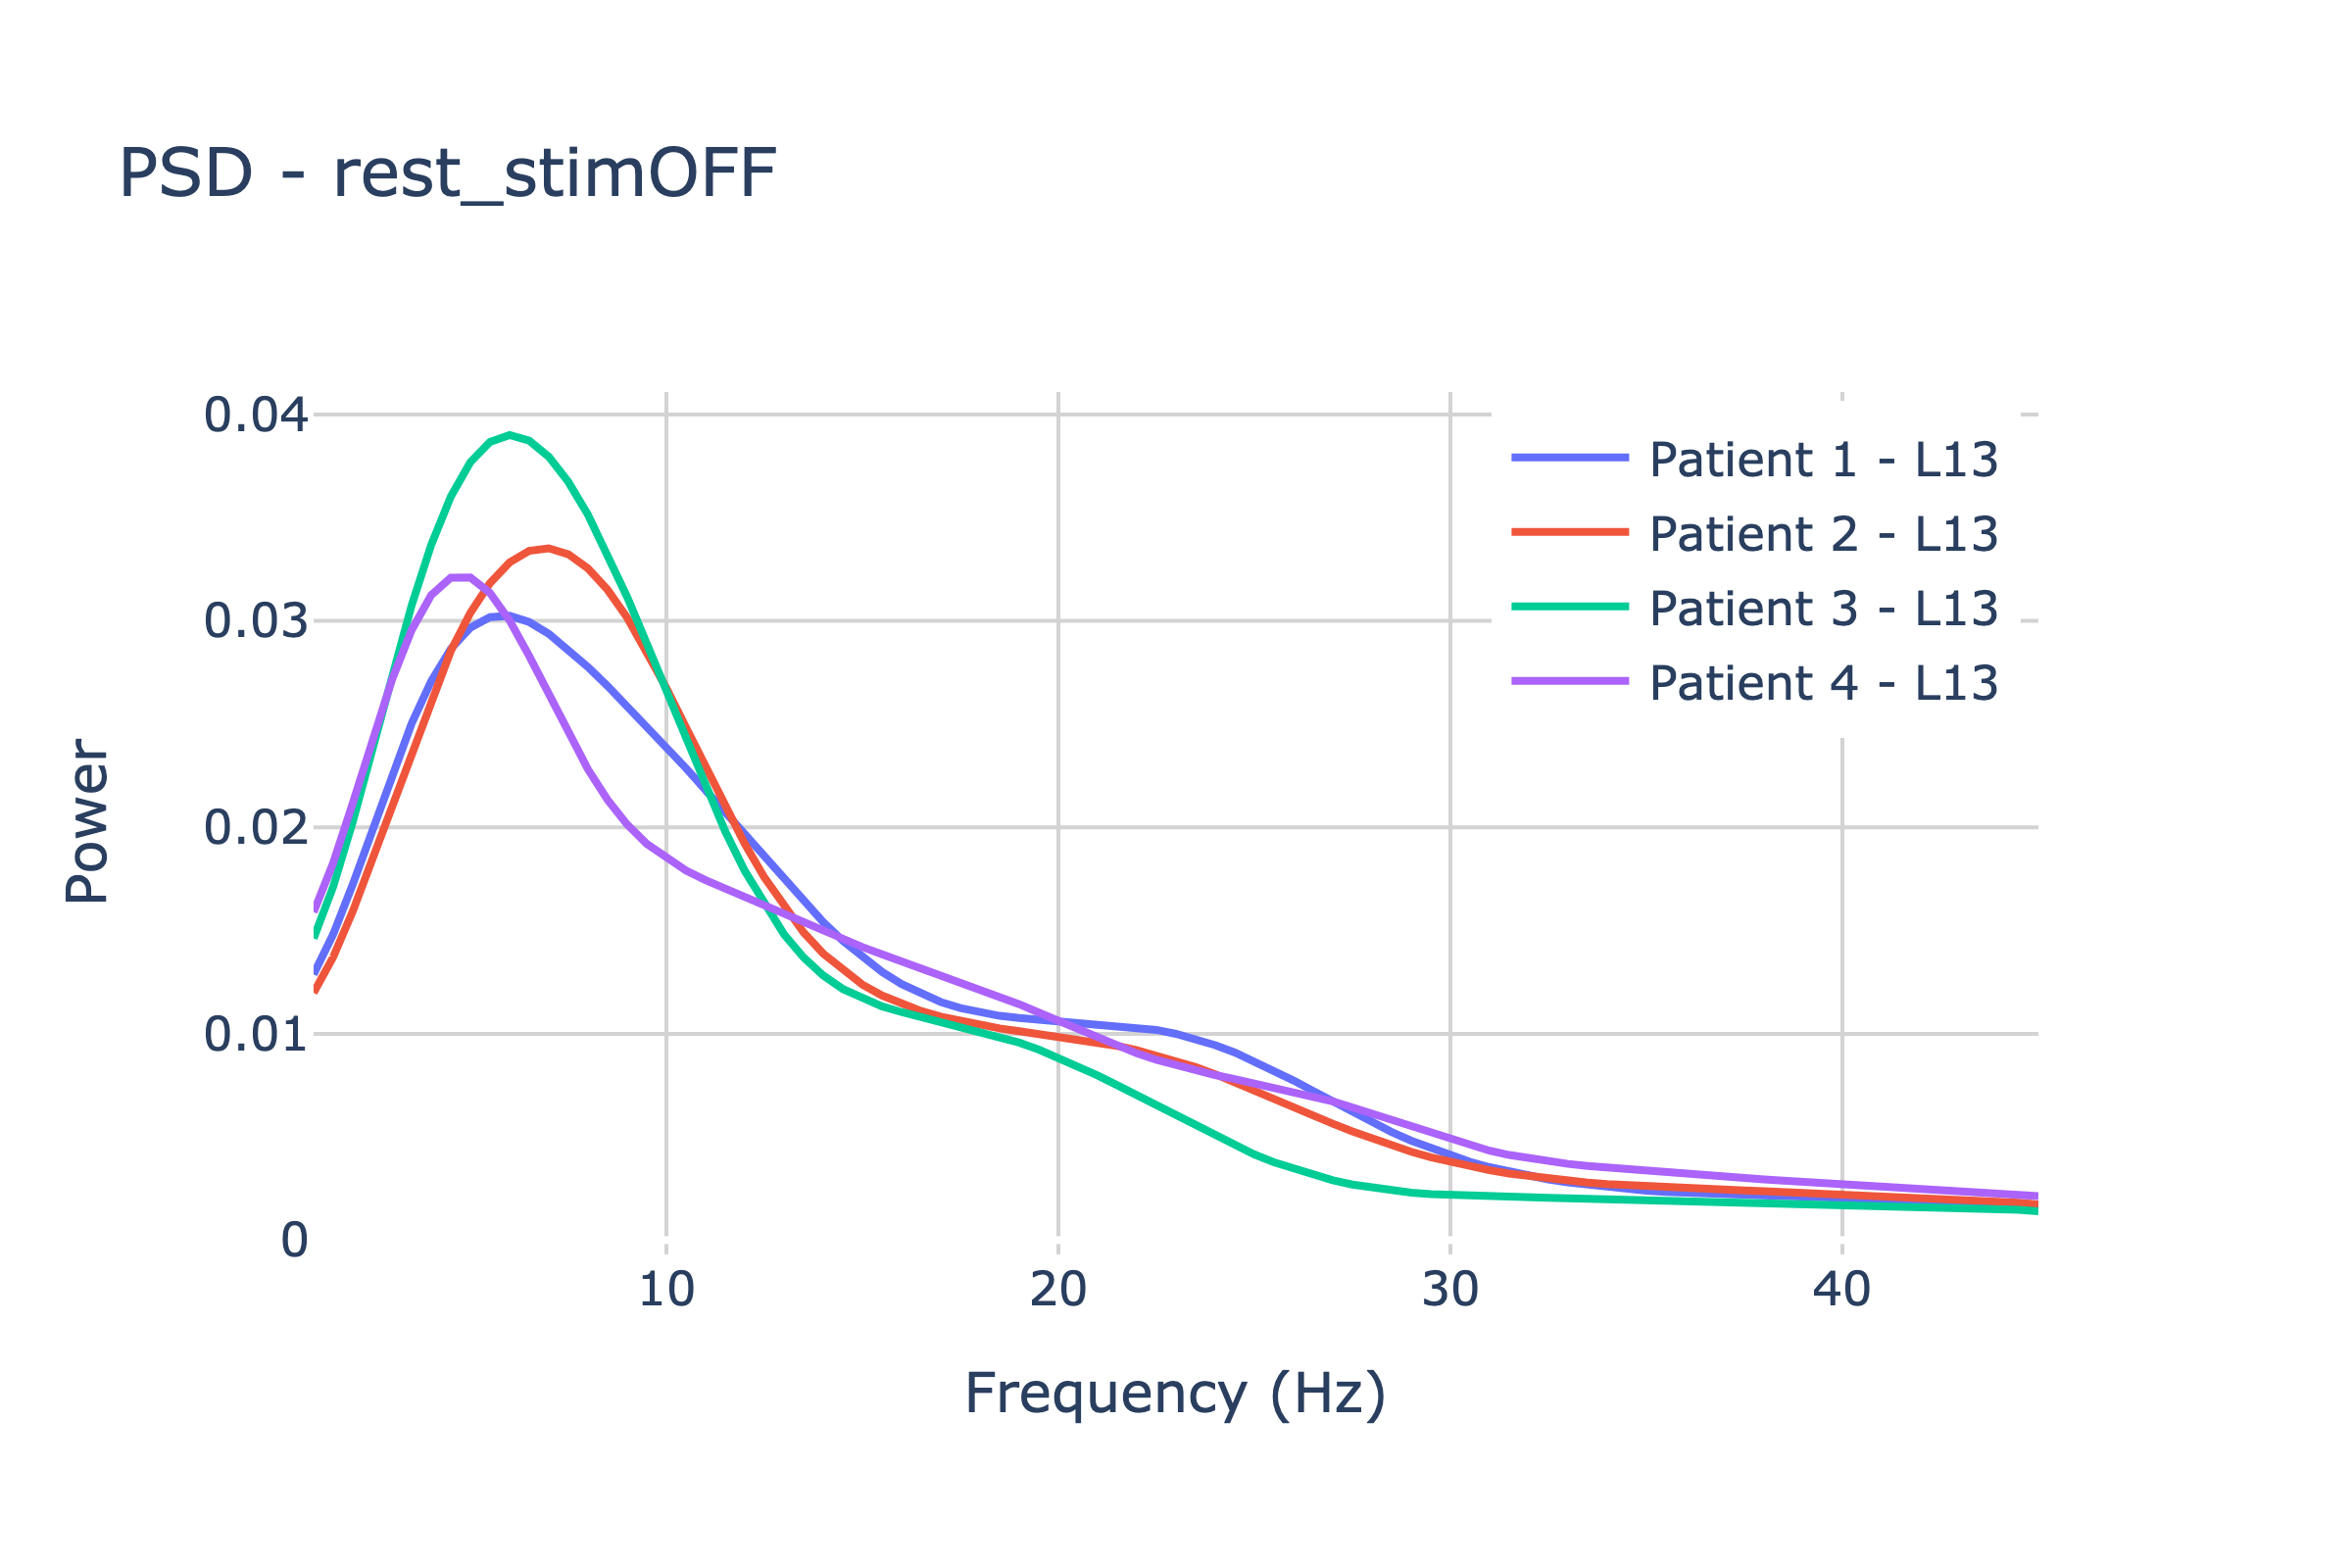 PSD - rest_stimOFF
0.04
0.03
0.02
0.01
0
Power
Patient 1 - L13
Patient 2 - L13
Patient 3 - L13
Patient 4 - L13
10 20 30 40
Frequency (Hz)